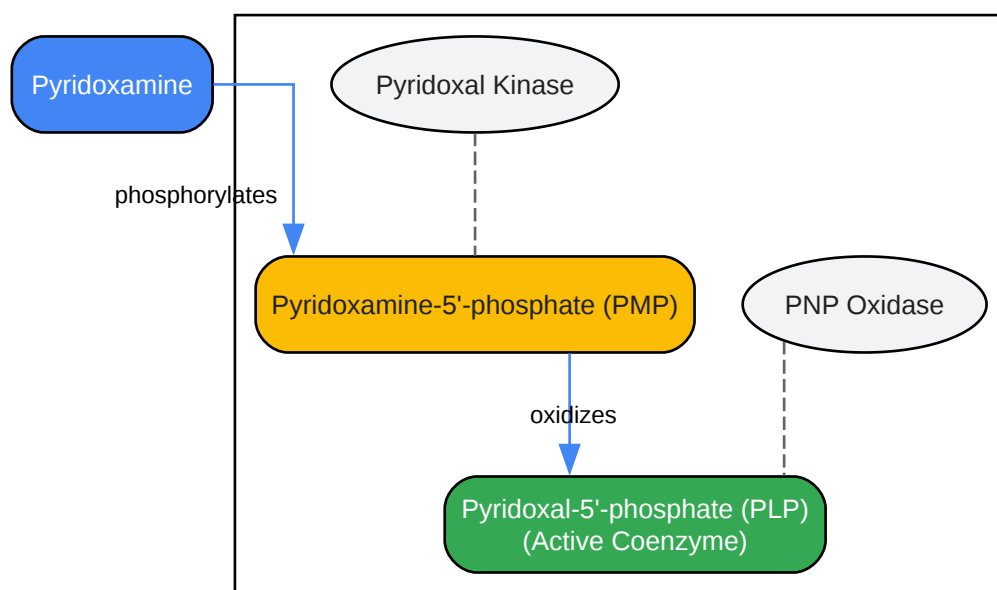 Pyridoxamine
Pyridoxal Kinase
phosphorylates
Pyridoxamine-5'-phosphate (PMP)
PNP Oxidase
oxidizes
Pyridoxal-5'-phosphate (PLP)
(Active Coenzyme)